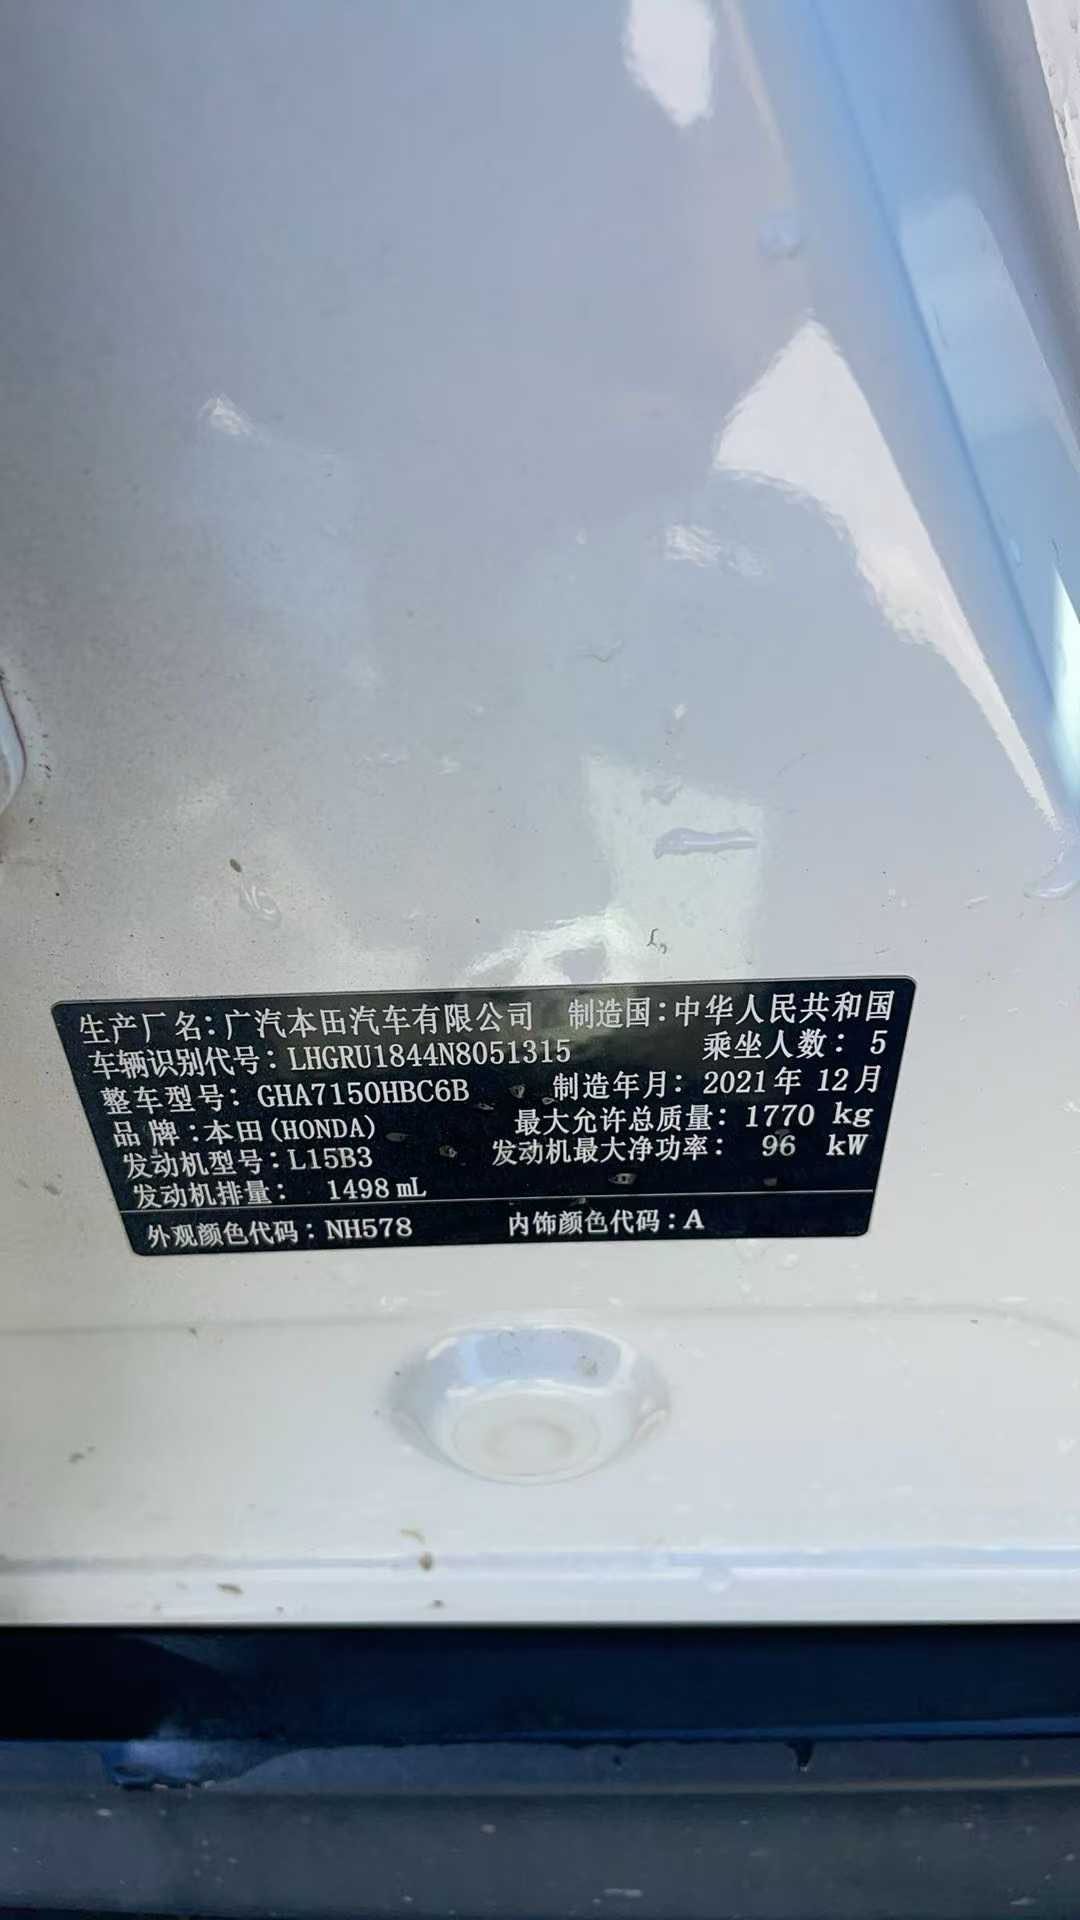 生产厂名：广汽本田汽车有限公司 制造国：中华人民共和国
车辆识别代号：LHGRU1844N8051315 乘坐人数：5
整车型号：GHA7150HBC6B 制造年月：2021年12月
品牌：本田(HONDA) 最大允许总质量：1770 kg
发动机型号：L15B3 发动机最大净功率：96 kW
发动机排量：1498 mL
外观颜色代码：NH578 内饰颜色代码：A